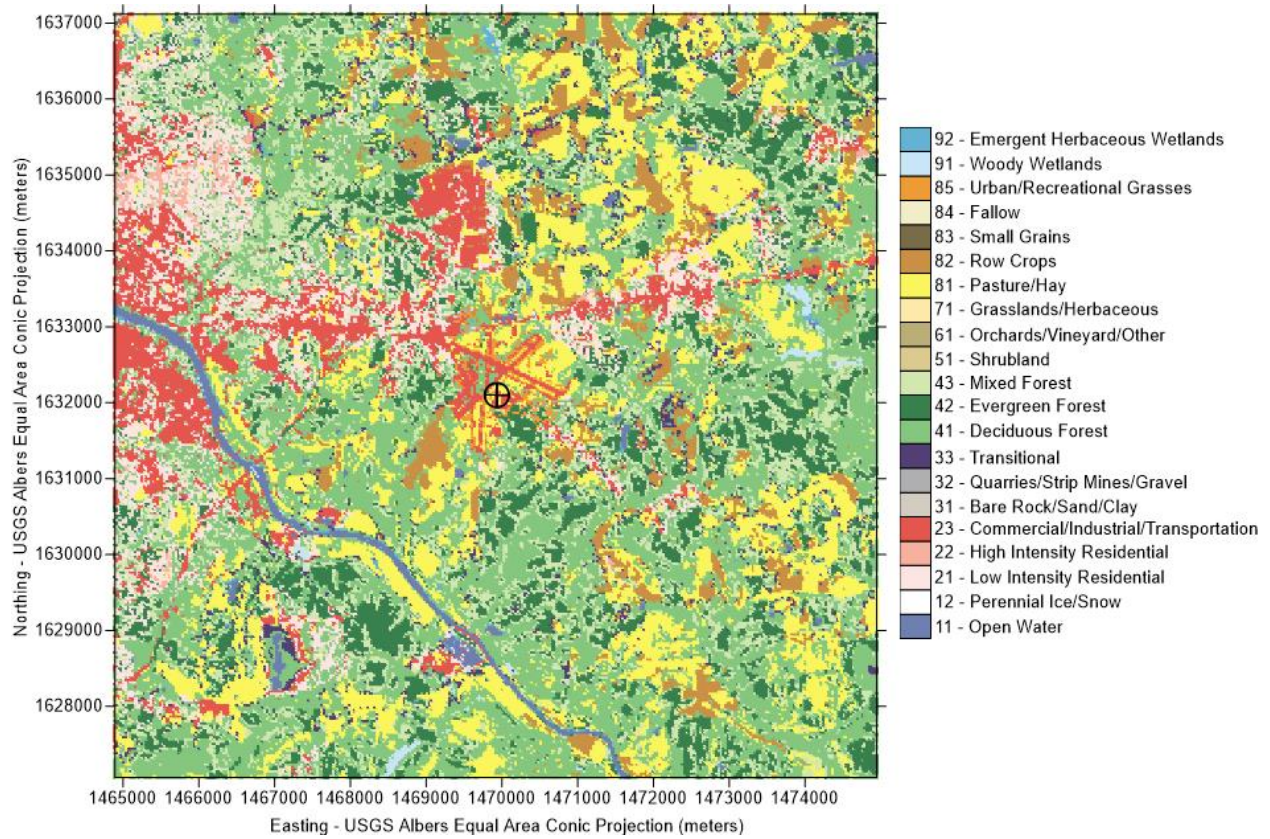 1637000
1636000
1635000
1634000
1633000
1632000
1631000
1630000
1629000
1628000
Northing - USGS Albers Equal Area Conic Projection (meters)
1465000 1466000 1467000 1468000 1469000 1470000 1471000 1472000 1473000 1474000
Easting - USGS Albers Equal Area Conic Projection (meters)
92 - Emergent Herbaceous Wetlands
91 - Woody Wetlands
85 - Urban/Recreational Grasses
84 - Fallow
83 - Small Grains
82 - Row Crops
81 - Pasture/Hay
71 - Grasslands/Herbaceous
61 - Orchards/Vineyard/Other
51 - Shrubland
43 - Mixed Forest
42 - Evergreen Forest
41 - Deciduous Forest
33 - Transitional
32 - Quarries/Strip Mines/Gravel
31 - Bare Rock/Sand/Clay
23 - Commercial/Industrial/Transportation
22 - High Intensity Residential
21 - Low Intensity Residential
12 - Perennial Ice/Snow
11 - Open Water